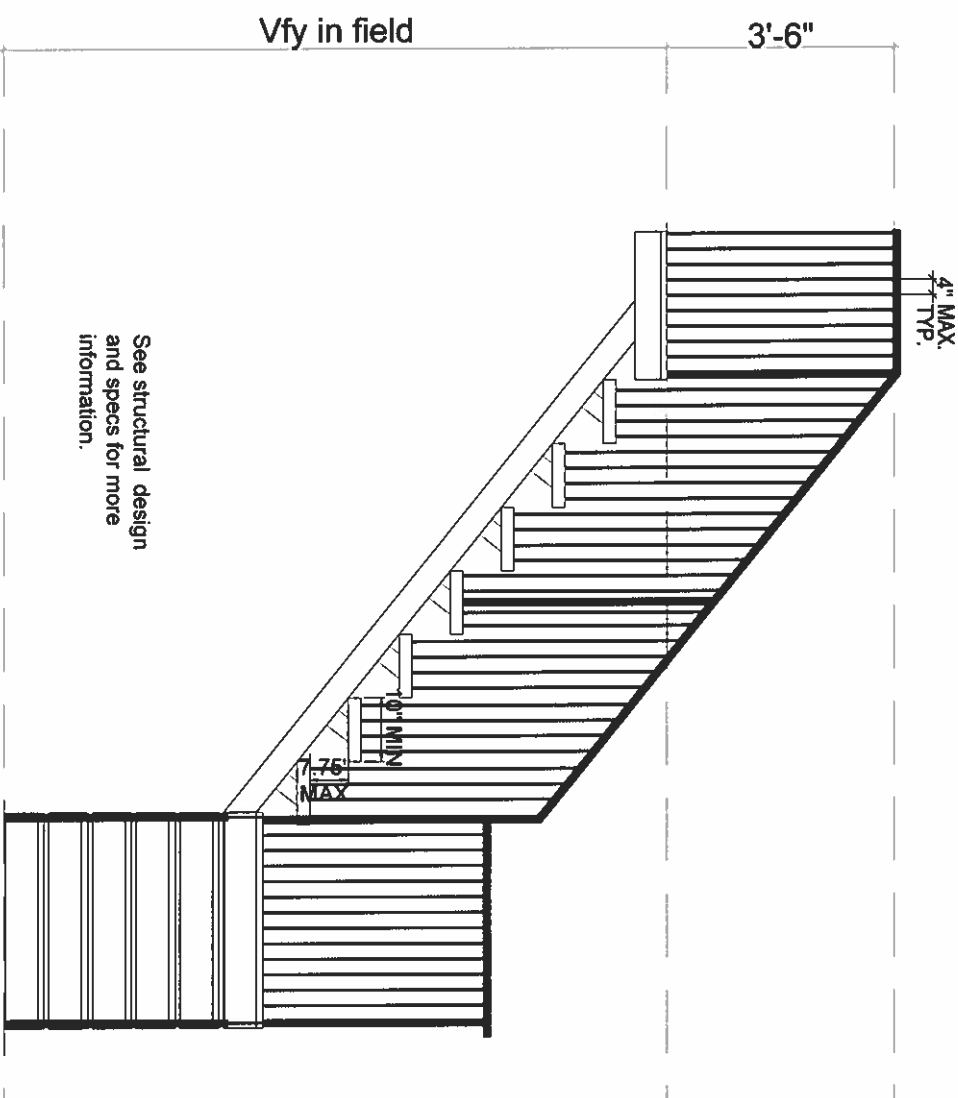 Vfy in field
3'-6"
4" MAX.
TYP.
See structural design
and specs for more
information.
10" MIN
7.75"
MAX